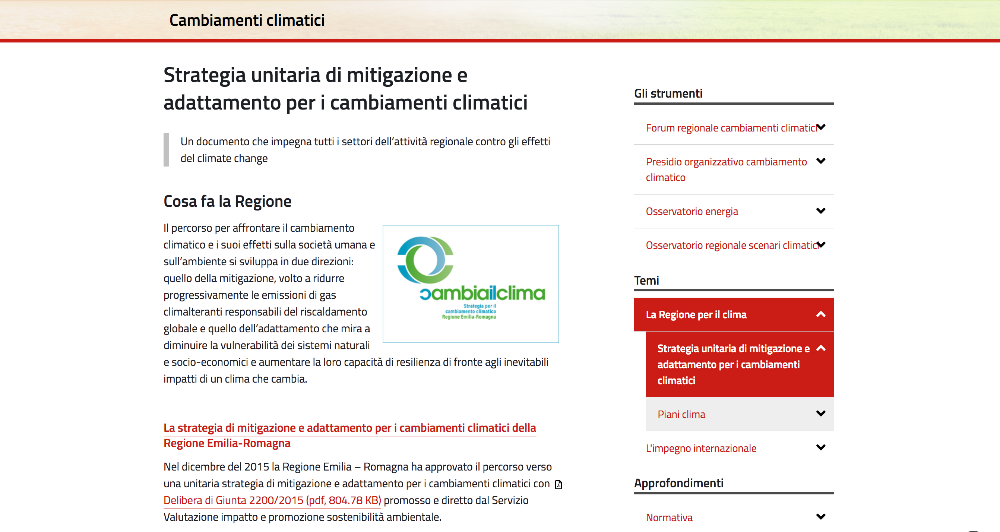 Cambiamenti climatici
Strategia unitaria di mitigazione e
adattamento per i cambiamenti climatici
Un documento che impegna tutti i settori dell’attività regionale contro gli effetti
del climate change
Cosa fa la Regione
Il percorso per affrontare il cambiamento
climatico e i suoi effetti sulla società umana e
sull’ambiente si sviluppa in due direzioni:
quello della mitigazione, volto a ridurre
progressivamente le emissioni di gas
climalteranti responsabili del riscaldamento
globale e quello dell’adattamento che mira a
diminuire la vulnerabilità dei sistemi naturali
e socio-economici e aumentare la loro capacità di resilienza di fronte agli inevitabili
impatti di un clima che cambia.
cambiailclima
Strategia per il
cambiamento climatico
Regione Emilia-Romagna
La strategia di mitigazione e adattamento per i cambiamenti climatici della
Regione Emilia-Romagna
Nel dicembre del 2015 la Regione Emilia – Romagna ha approvato il percorso verso
una unitaria strategia di mitigazione e adattamento per i cambiamenti climatici con
Delibera di Giunta 2200/2015 (pdf, 804.78 KB) promosso e diretto dal Servizio
Valutazione impatto e promozione sostenibilità ambientale.
Gli strumenti
Forum regionale cambiamenti climatici
Presidio organizzativo cambiamento
climatico
Osservatorio energia
Osservatorio regionale scenari climatici
Temi
La Regione per il clima
Strategia unitaria di mitigazione e
adattamento per i cambiamenti
climatici
Piani clima
L'impegno internazionale
Approfondimenti
Normativa